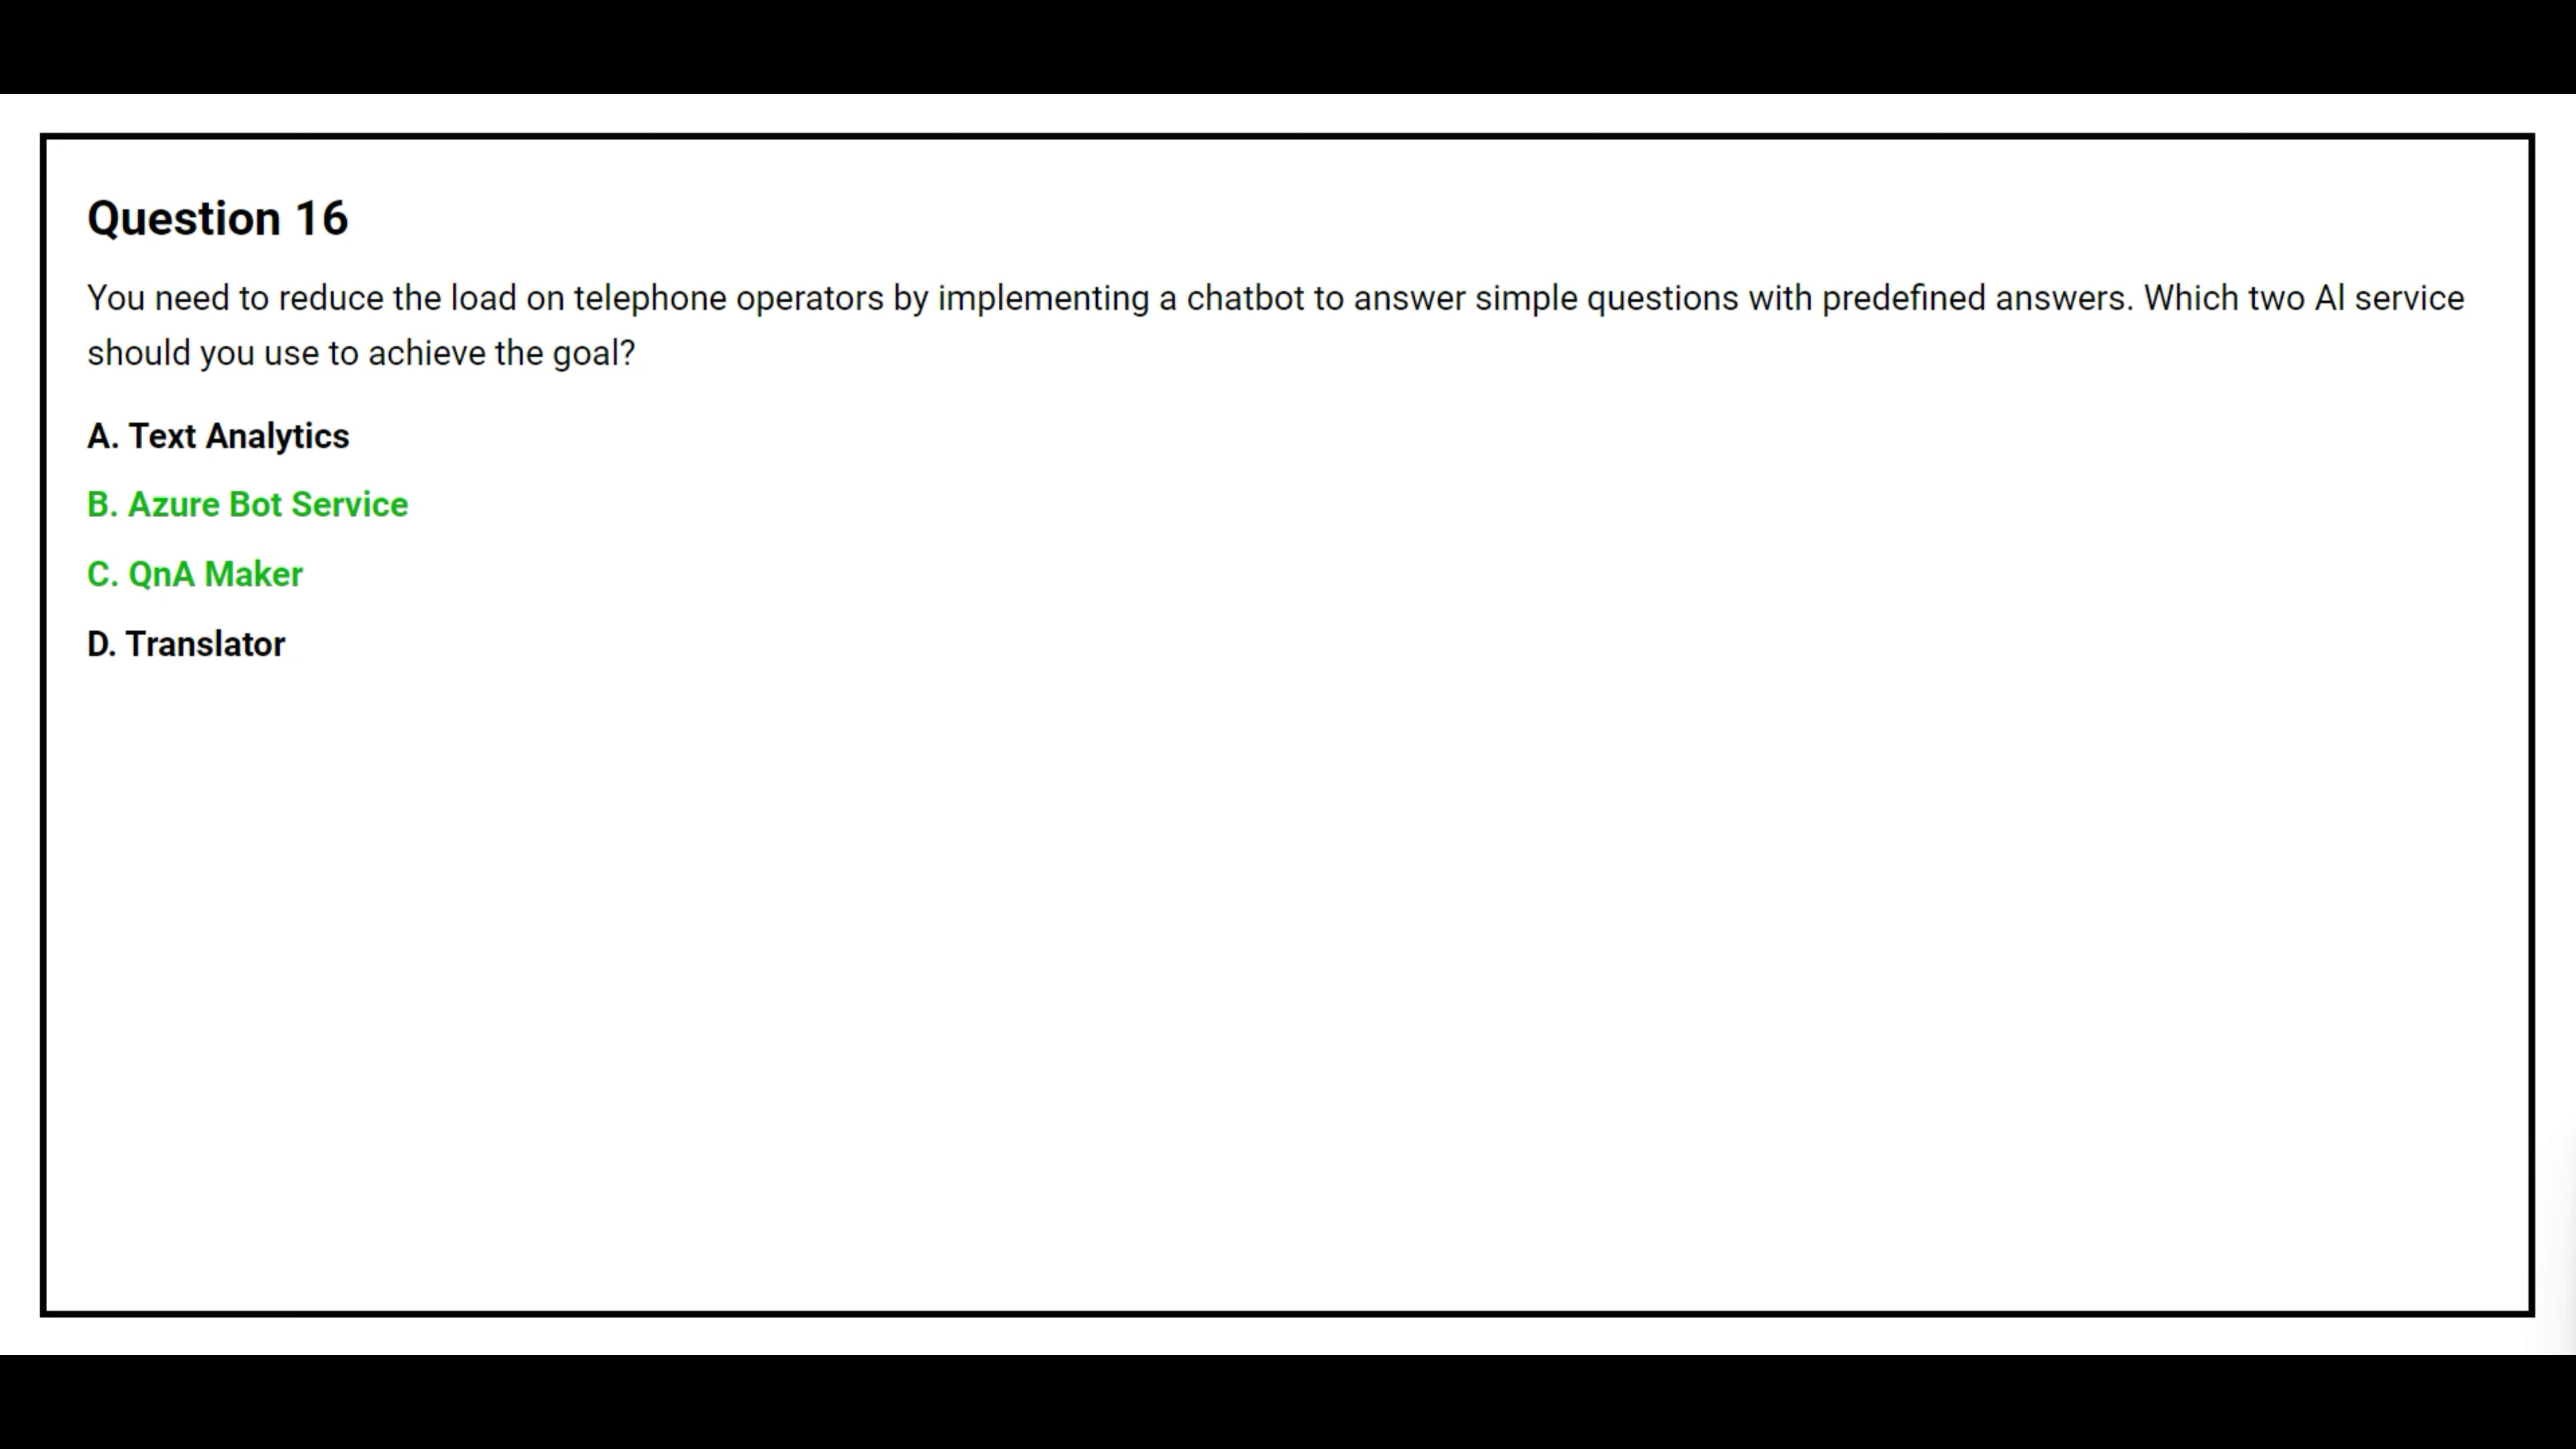 Question 16
You need to reduce the load on telephone operators by implementing a chatbot to answer simple questions with predefined answers. Which two Al service
should you use to achieve the goal?
A. Text Analytics
B. Azure Bot Service
C. QnA Maker
D. Translator